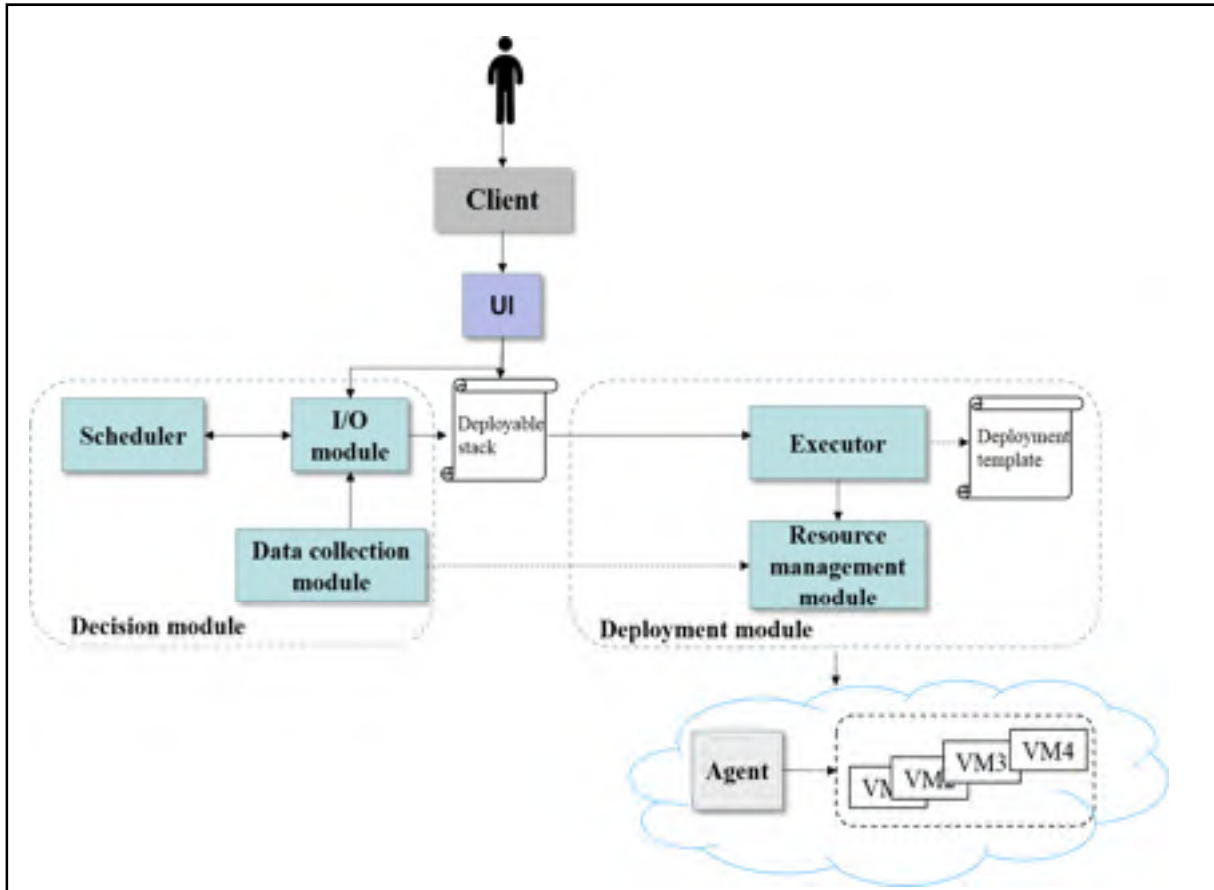 Client
UI
Scheduler
I/O
module
Deployable
stack
Executor
Deployment
template
Data collection
module
Resource
management
module
Decision module
Deployment module
Agent
VM3
VM4